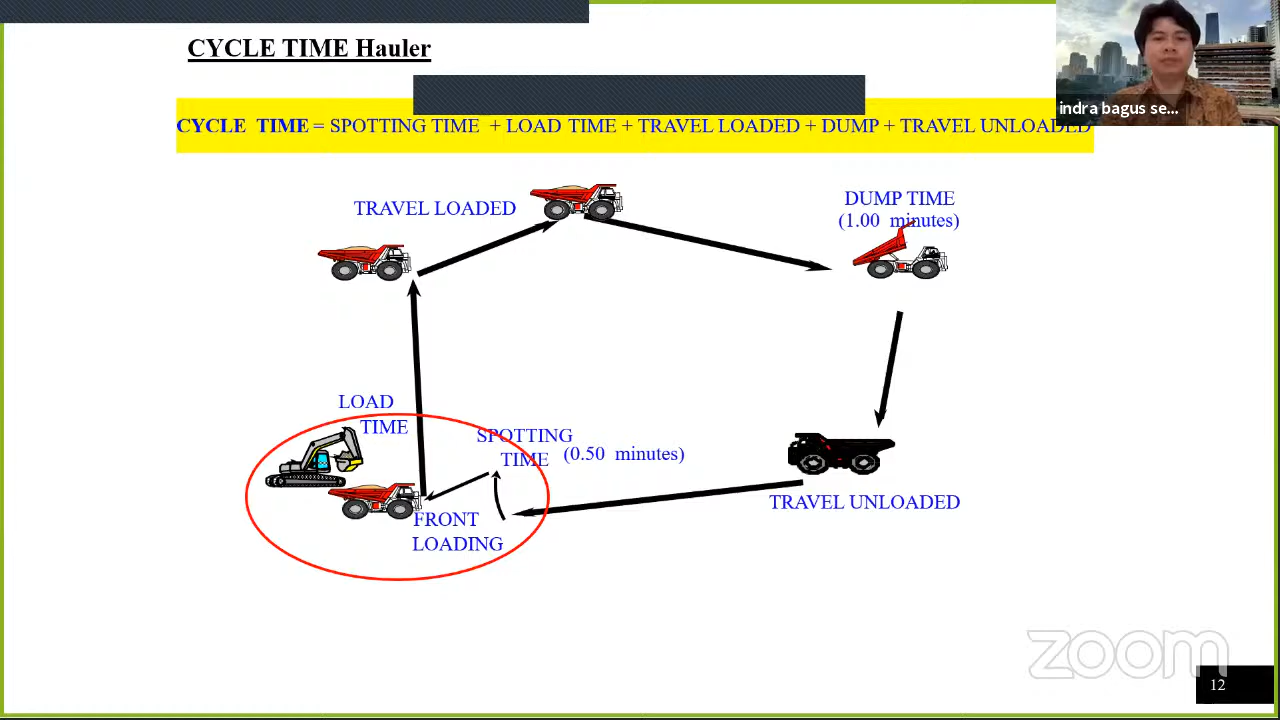 CYCLE TIME Hauler
indra bagus se...
CYCLE TIME = SPOTTING TIME + LOAD TIME + TRAVEL LOADED + DUMP + TRAVEL UNLOADED
TRAVEL LOADED
DUMP TIME
(1.00 minutes)
LOAD
TIME
SPOTTING
TIME
(0.50 minutes)
FRONT
LOADING
TRAVEL UNLOADED
zoom
12